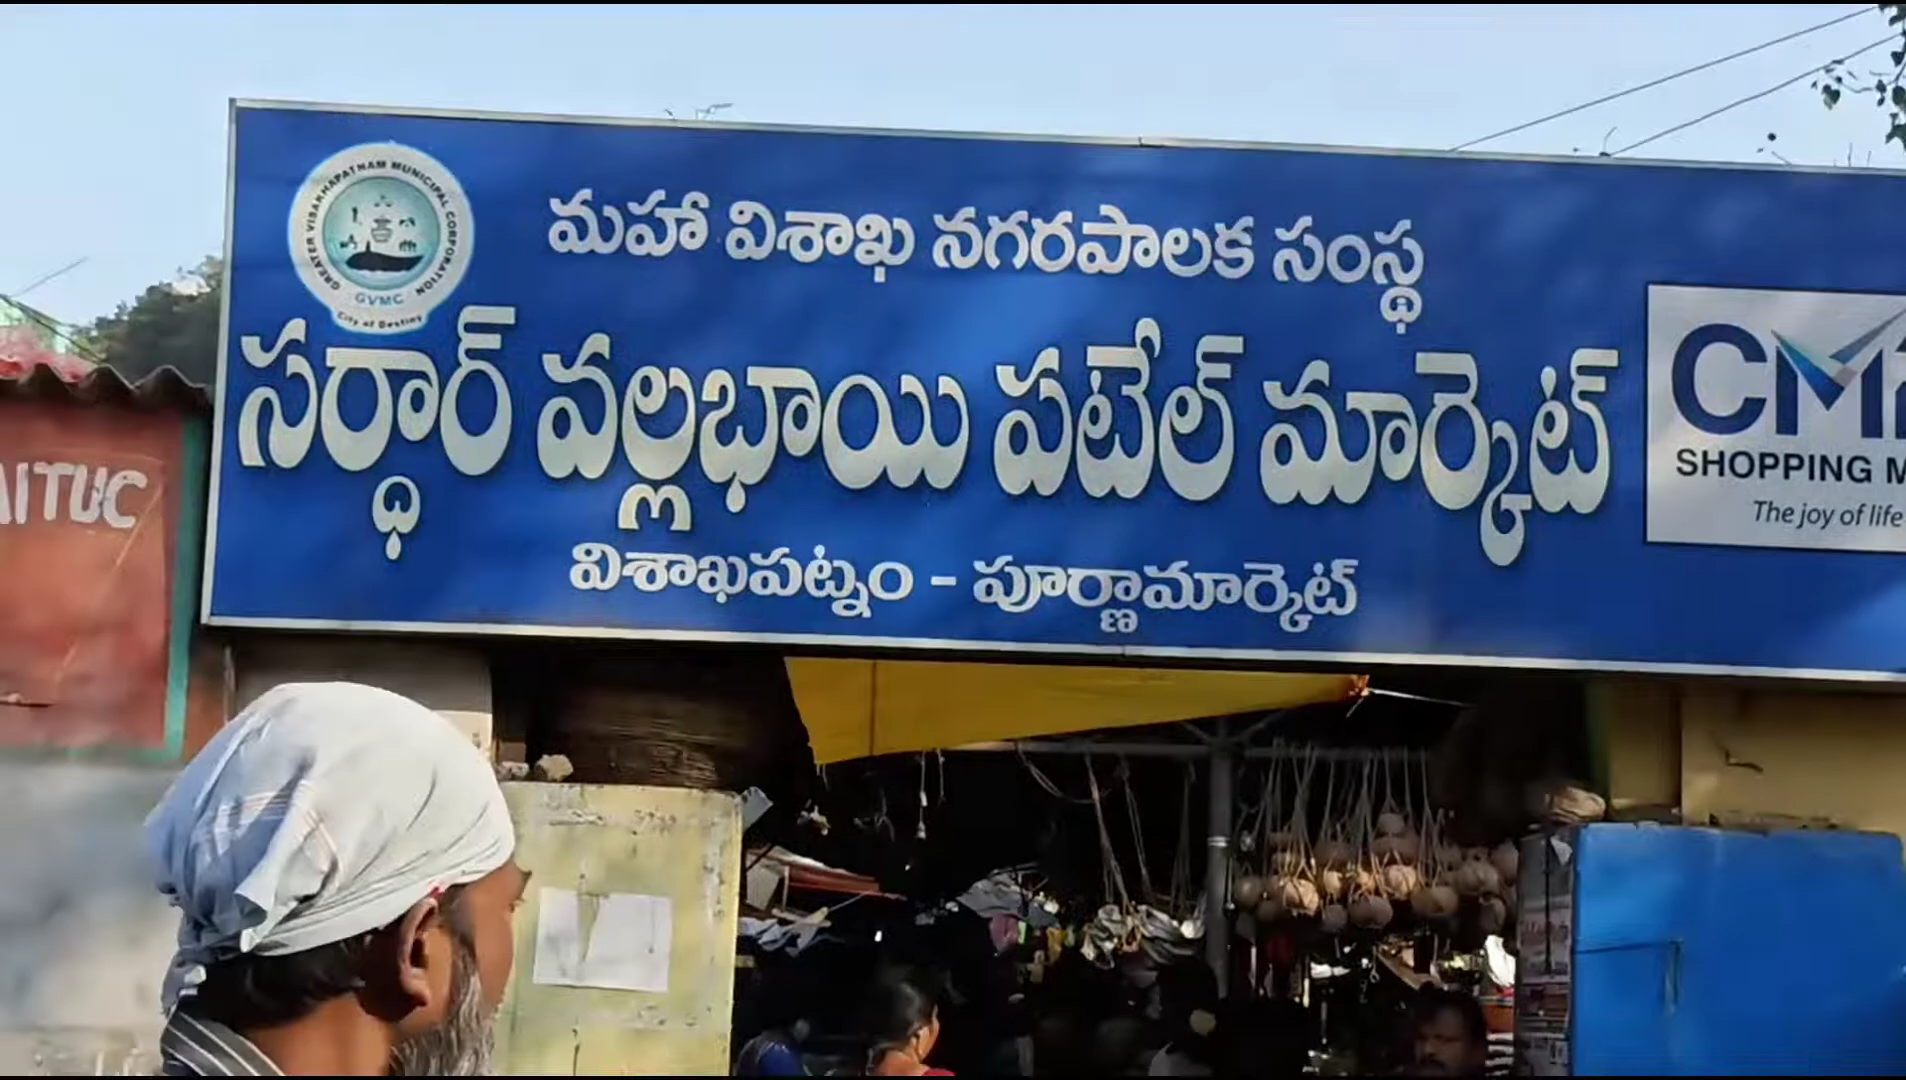 GREATER VISAKHAPATNAM MUNICIPAL CORPORATION
GVMC
City of Destiny
మహా విశాఖ నగరపాలక సంస్థ
సర్ధార్ వల్లభాయి పటేల్ మార్కెట్
విశాఖపట్నం - పూర్ణామార్కెట్
SHOPPING
The joy of life
AITUC